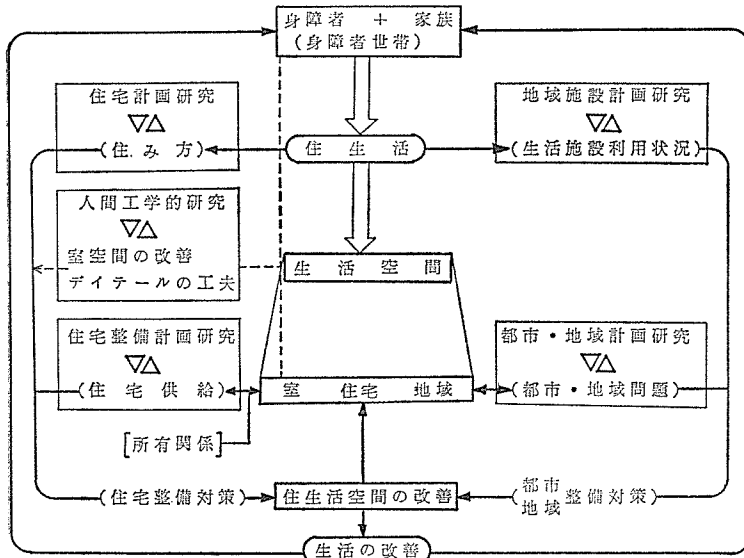 身障者 + 家族
(身障者世帯)
住宅計画研究
▽△
(住み方)
地域施設計画研究
▽△
(生活施設利用状況)
住生活
人間工学的研究
▽△
室空間の改善
デイテールの工夫
生活空間
住宅整備計画研究
▽△
(住宅供給)
都市・地域計画研究
▽△
(都市・地域問題)
室 住宅 地域
[所有関係]
(住宅整備対策)
住生活空間の改善
(都市
地域 整備対策)
生活の改善